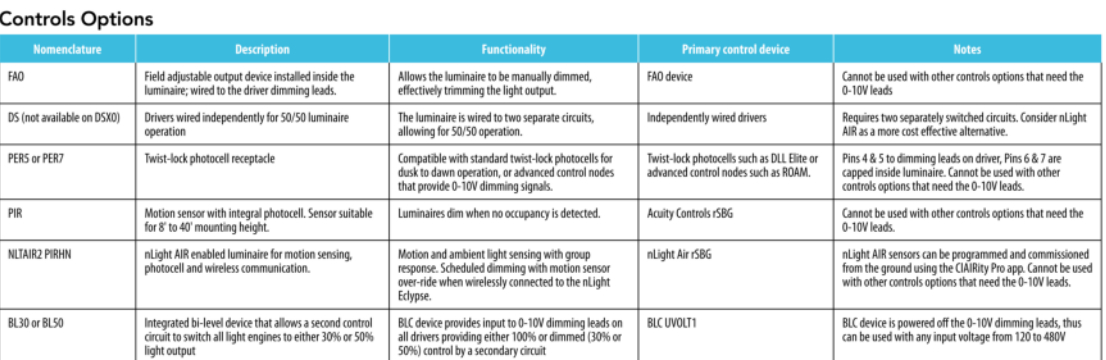 Controls Options
Nomenclature Description Functionality Primary control device Notes
FAO
Field adjustable output device installed inside the
luminaire; wired to the driver dimming leads.
Allows the luminaire to be manually dimmed,
effectively trimming the light output.
FAO device
Cannot be used with other controls options that need the
0-10V leads
DS (not available on DSX0)
Drivers wired independently for 50/50 luminaire
operation
The luminaire is wired to two separate circuits,
allowing for 50/50 operation.
Independently wired drivers
Requires two separately switched circuits. Consider nLight
AIR as a more cost effective alternative.
PER5 or PER7
Twist-lock photocell receptacle
Compatible with standard twist-lock photocells for
dusk to dawn operation, or advanced control nodes
that provide 0-10V dimming signals.
Twist-lock photocells such as DLL Elite or
advanced control nodes such as ROAM.
Pins 4 & 5 to dimming leads on driver, Pins 6 & 7 are
capped inside luminaire. Cannot be used with other
controls options that need the 0-10V leads.
PIR
Motion sensor with integral photocell. Sensor suitable
for 8' to 40' mounting height.
Luminaires dim when no occupancy is detected.
Acuity Controls rSBG
Cannot be used with other controls options that need the
0-10V leads.
NLTAIR2 PIRHN
nLight AIR enabled luminaire for motion sensing,
photocell and wireless communication.
Motion and ambient light sensing with group
response. Scheduled dimming with motion sensor
over-ride when wirelessly connected to the nLight
Eclypse.
nLight Air rSBG
nLight AIR sensors can be programmed and commissioned
from the ground using the CIAIRity Pro app. Cannot be used
with other controls options that need the 0-10V leads.
BL30 or BL50
Integrated bi-level device that allows a second control
circuit to switch all light engines to either 30% or 50%
light output
BLC device provides input to 0-10V dimming leads on
all drivers providing either 100% or dimmed (30% or
50%) control by a secondary circuit
BLC UVOLT1
BLC device is powered off the 0-10V dimming leads, thus
can be used with any input voltage from 120 to 480V